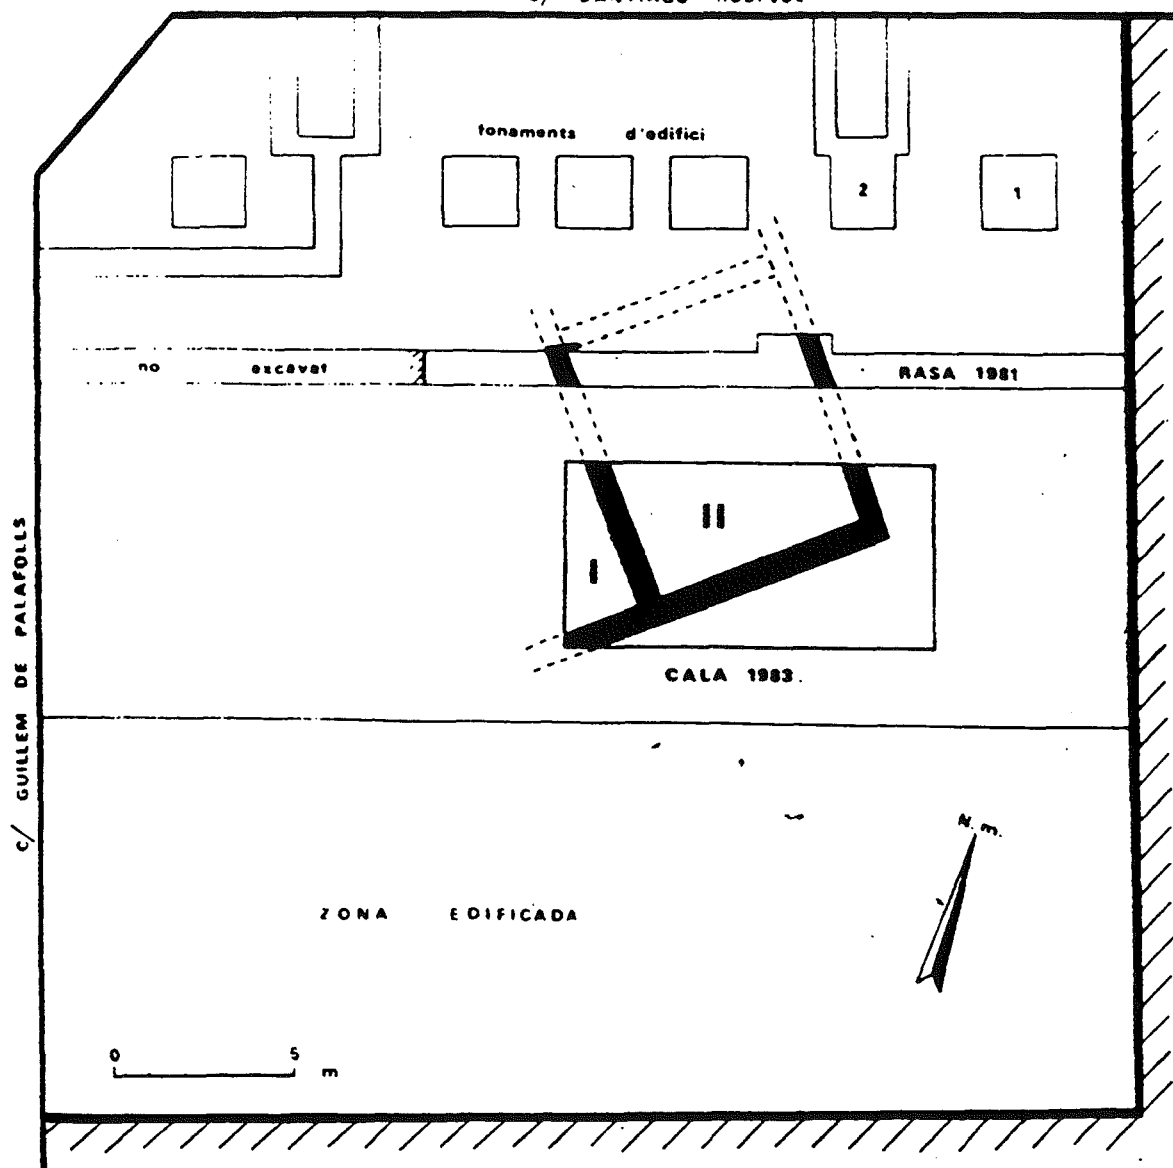 fonaments d'edifici
2
1
no excavat
RASA 1981
II
I
CALA 1983.
c/ GUILLEM DE PALAFOLLS
N. m.
ZONA EDIFICADA
0 5
m